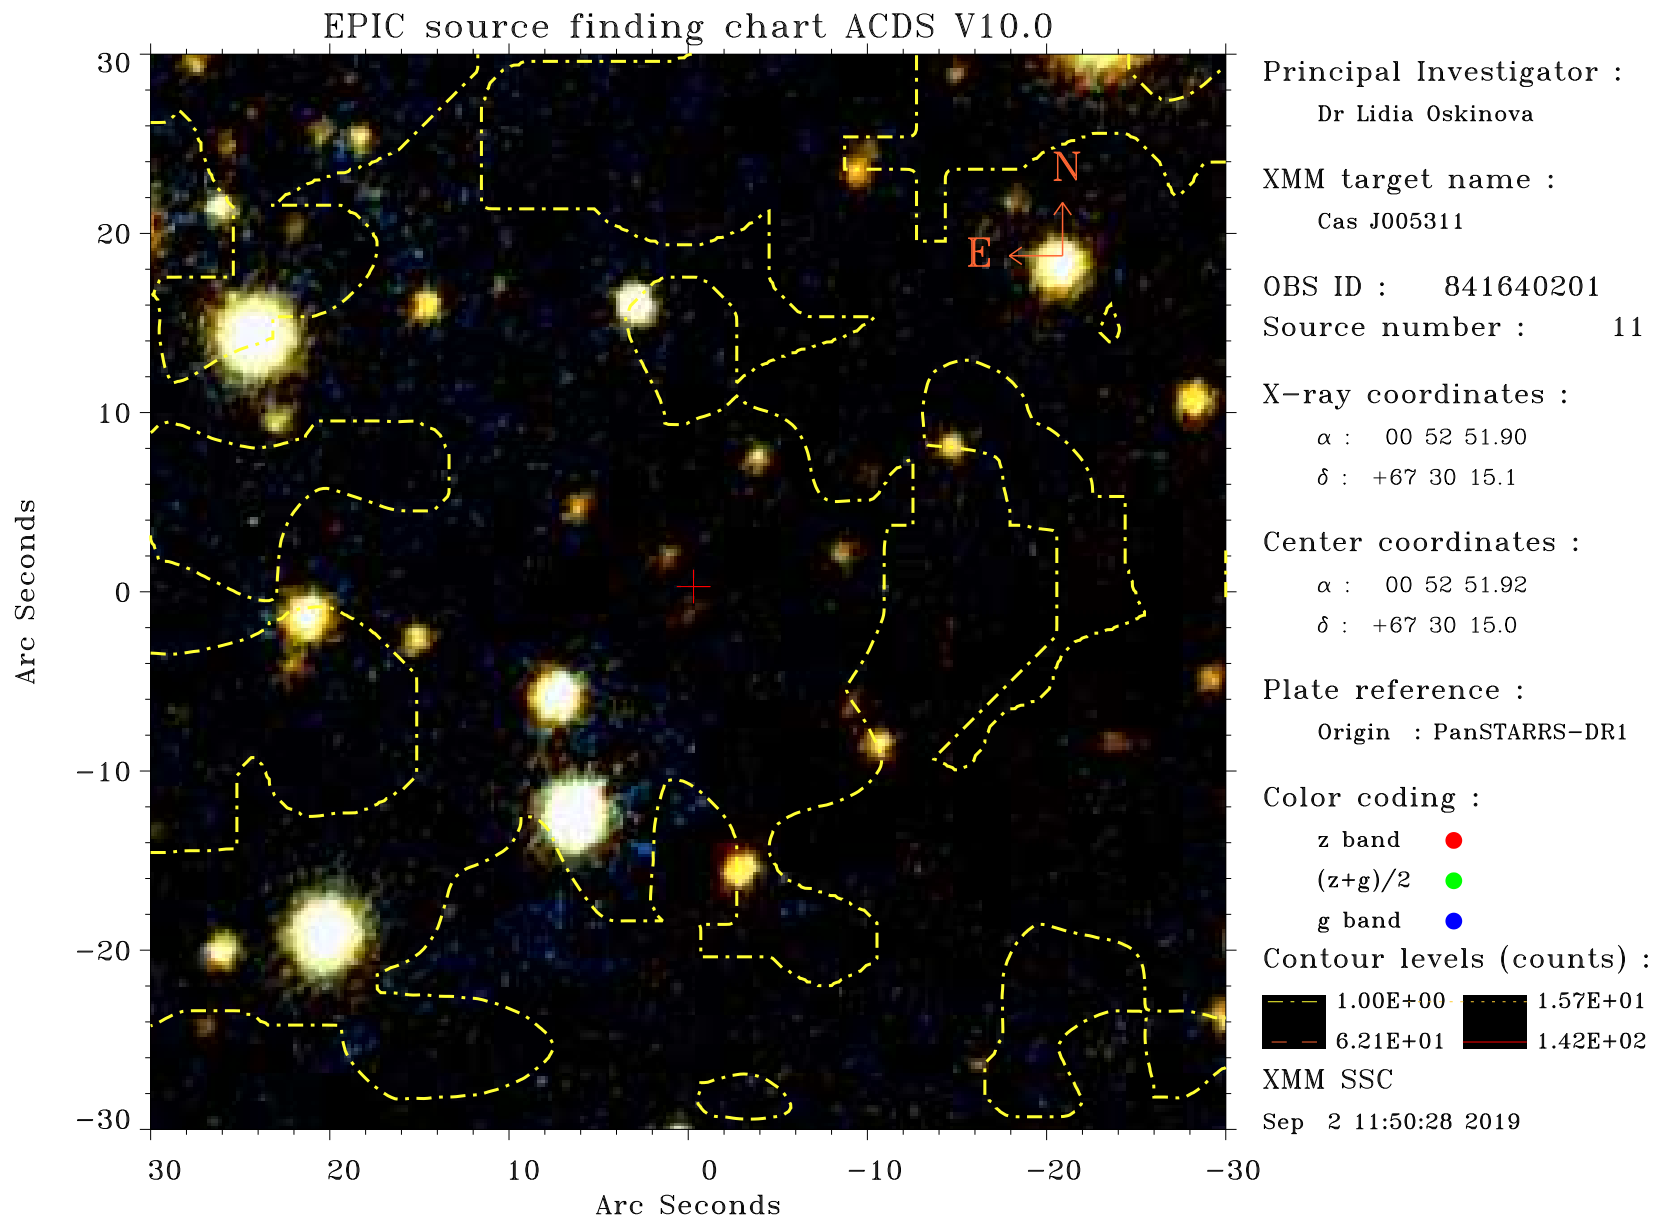 EPIC source finding chart ACDS V10.0
30
20
10
0
-10
-20
-30
Arc Seconds
30
20
10
0
-10
-20
-30
Arc Seconds
N
E
Principal Investigator :
Dr Lidia Oskinova
XMM target name :
Cas J005311
OBS ID : 841640201
Source number : 11
X-ray coordinates :
α : 00 52 51.90
δ : +67 30 15.1
Center coordinates :
α : 00 52 51.92
δ : +67 30 15.0
Plate reference :
Origin : PanSTARRS-DR1
Color coding :
z band
(z+g)/2
g band
Contour levels (counts) :
1.00E+00 1.57E+01
6.21E+01 1.42E+02
XMM SSC
Sep 2 11:50:28 2019